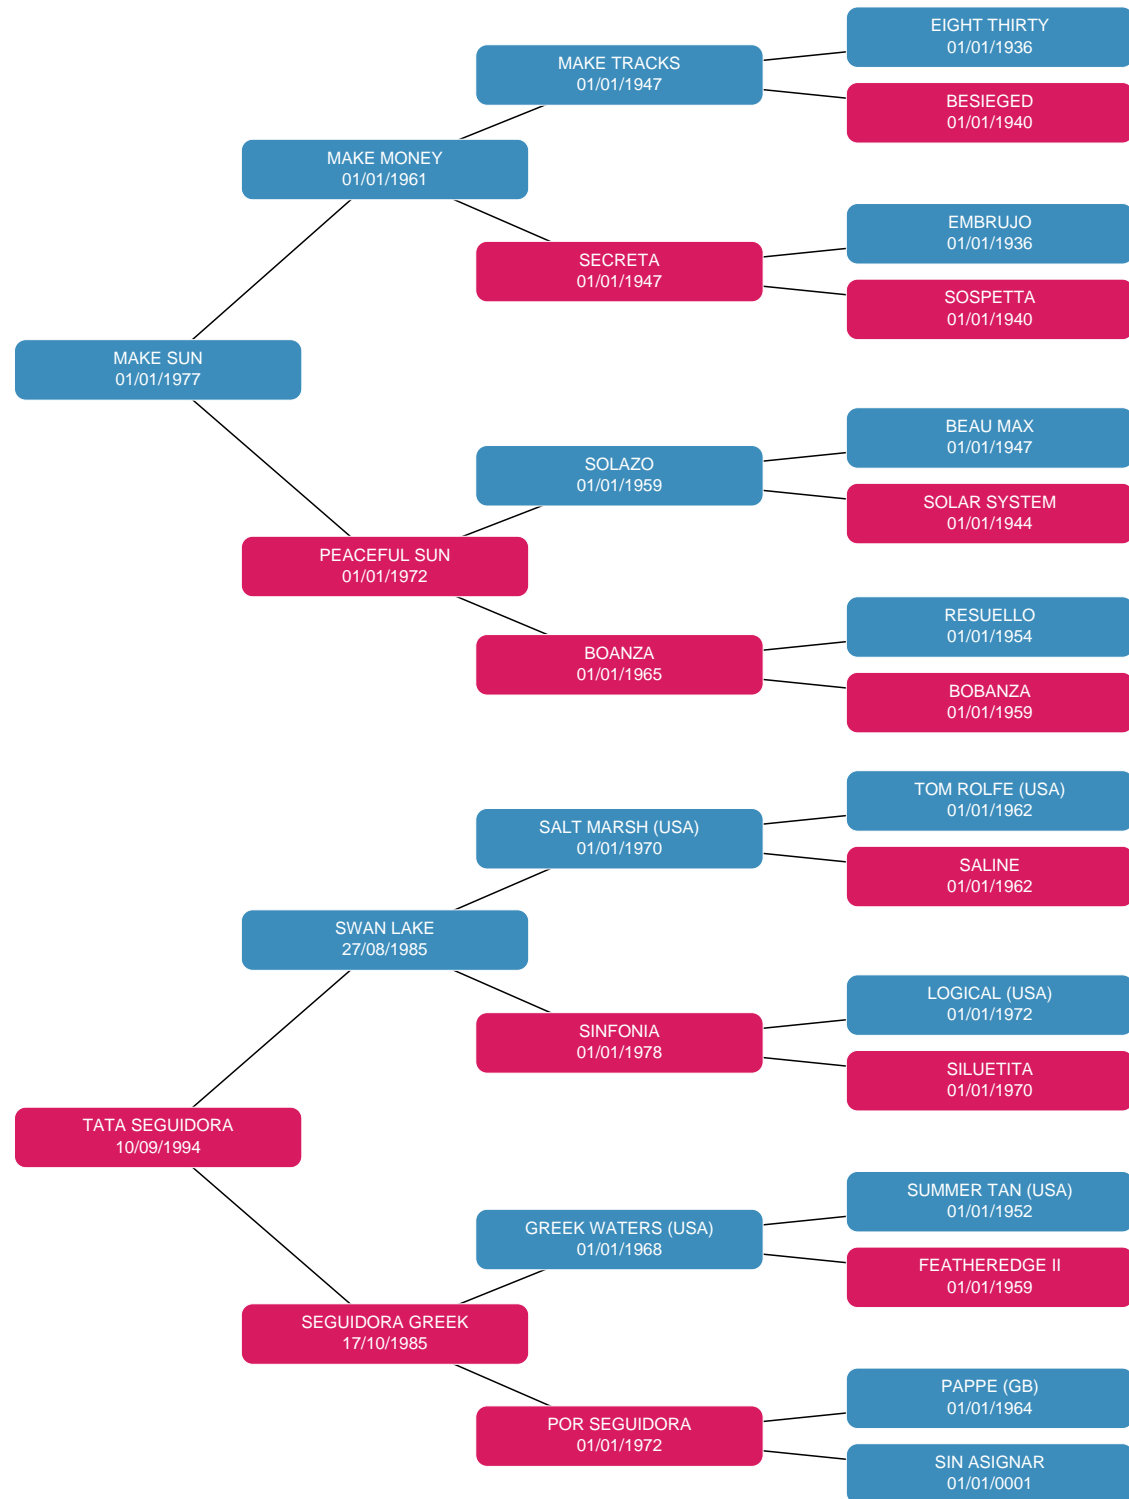 EIGHT THIRTY
01/01/1936
MAKE TRACKS
01/01/1947
BESIEGED
01/01/1940
MAKE MONEY
01/01/1961
EMBRUJO
01/01/1936
SECRETA
01/01/1947
SOSPETTA
01/01/1940
MAKE SUN
01/01/1977
BEAU MAX
01/01/1947
SOLAZO
01/01/1959
SOLAR SYSTEM
01/01/1944
PEACEFUL SUN
01/01/1972
RESUELLO
01/01/1954
BOANZA
01/01/1965
BOBANZA
01/01/1959
TOM ROLFE (USA)
01/01/1962
SALT MARSH (USA)
01/01/1970
SALINE
01/01/1962
SWAN LAKE
27/08/1985
LOGICAL (USA)
01/01/1972
SINFONIA
01/01/1978
SILUETITA
01/01/1970
TATA SEGUIDORA
10/09/1994
SUMMER TAN (USA)
01/01/1952
GREEK WATERS (USA)
01/01/1968
FEATHEREDGE II
01/01/1959
SEGUIDORA GREEK
17/10/1985
PAPPE (GB)
01/01/1964
POR SEGUIDORA
01/01/1972
SIN ASIGNAR
01/01/0001